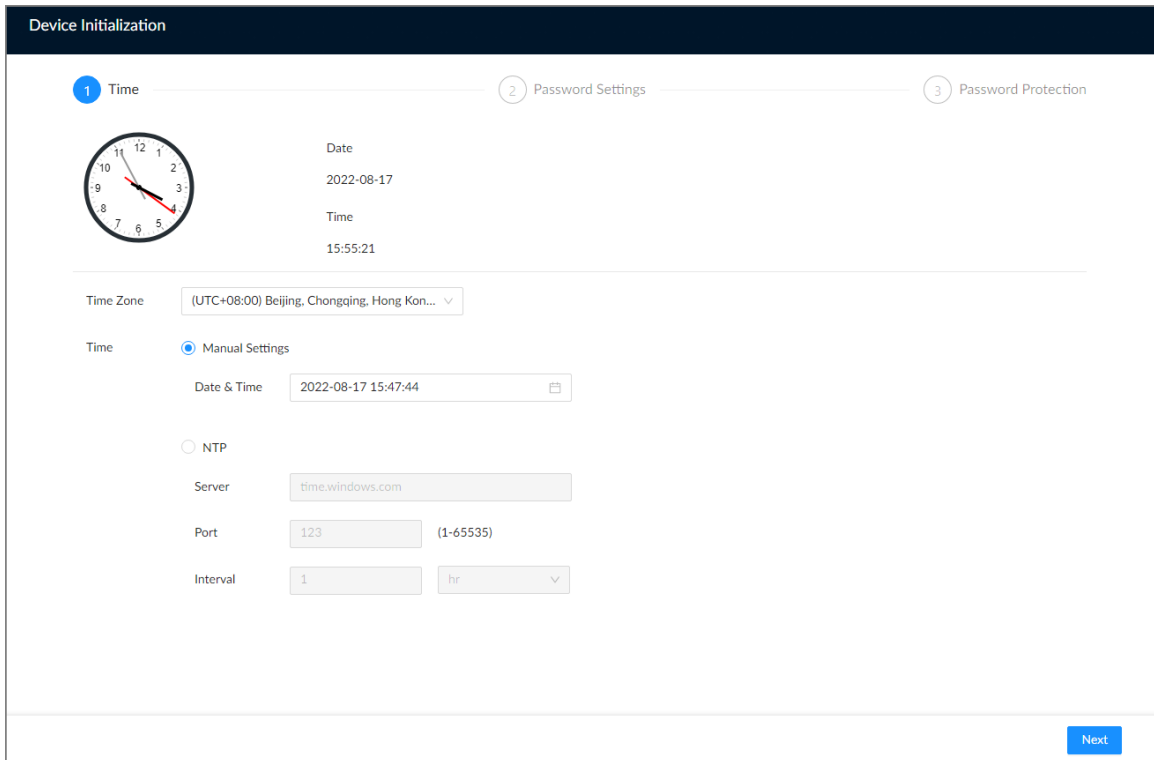 Device Initialization
1 Time 2 Password Settings 3 Password Protection
12
11 1
10 2
9 3
8 4
7 5
6
Date
2022-08-17
Time
15:55:21
Time Zone (UTC+08:00) Beijing, Chongqing, Hong Kon...
Time Manual Settings
Date & Time 2022-08-17 15:47:44
NTP
Server time.windows.com
Port 123 (1-65535)
Interval 1 hr
Next